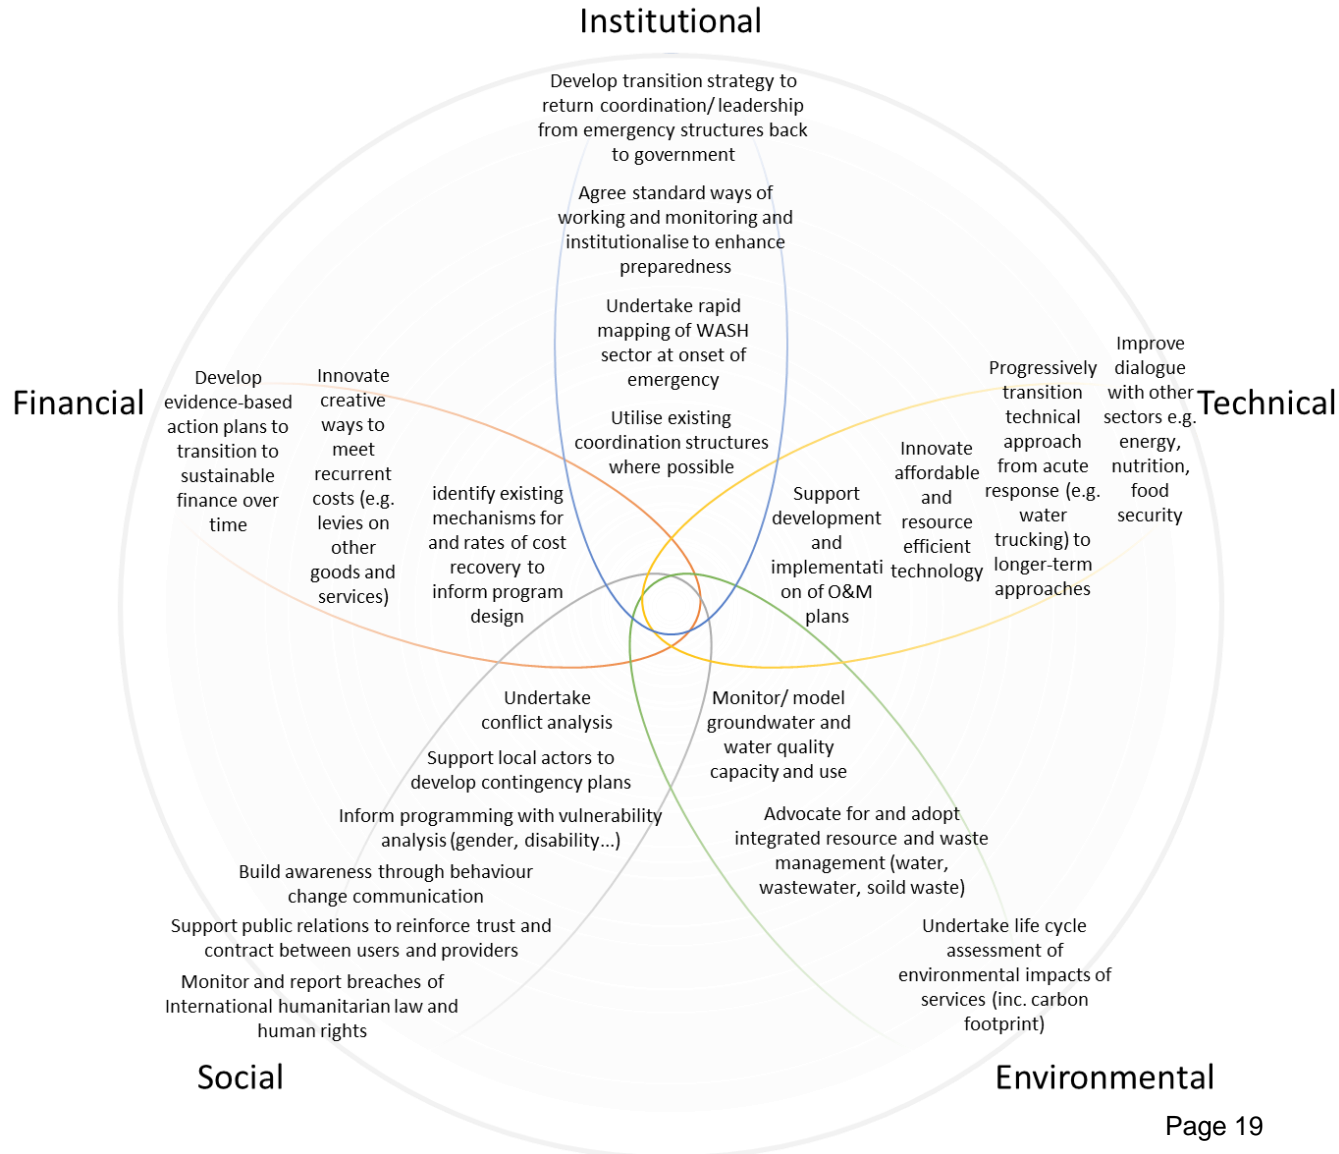 Institutional
Develop transition strategy to
return coordination/ leadership
from emergency structures back
to government
Agree standard ways of
working and monitoring and
institutionalise to enhance
preparedness
Undertake rapid
mapping of WASH
sector at onset of
emergency
Utilise existing
coordination structures
where possible
Financial
Develop
evidence-based
action plans to
transition to
sustainable
finance over
time
Innovate
creative
ways to
meet
recurrent
costs (e.g.
levies on
other
goods and
services)
identify existing
mechanisms for
and rates of cost
recovery to
inform program
design
Support
development
and
implementati
on of O&M
plans
Innovate
affordable
and
resource
efficient
technology
Progressively
transition
technical
approach
from acute
response (e.g.
water
trucking) to
longer-term
approaches
Improve
dialogue
with other
sectors e.g.
energy,
nutrition,
food
security
Technical
Undertake
conflict analysis
Support local actors to
develop contingency plans
Inform programming with vulnerability
analysis (gender, disability...)
Build awareness through behaviour
change communication
Support public relations to reinforce trust and
contract between users and providers
Monitor and report breaches of
International humanitarian law and
human rights
Social
Monitor/ model
groundwater and
water quality
capacity and use
Advocate for and adopt
integrated resource and waste
management (water,
wastewater, soild waste)
Undertake life cycle
assessment of
environmental impacts of
services (inc. carbon
footprint)
Environmental
Page 19